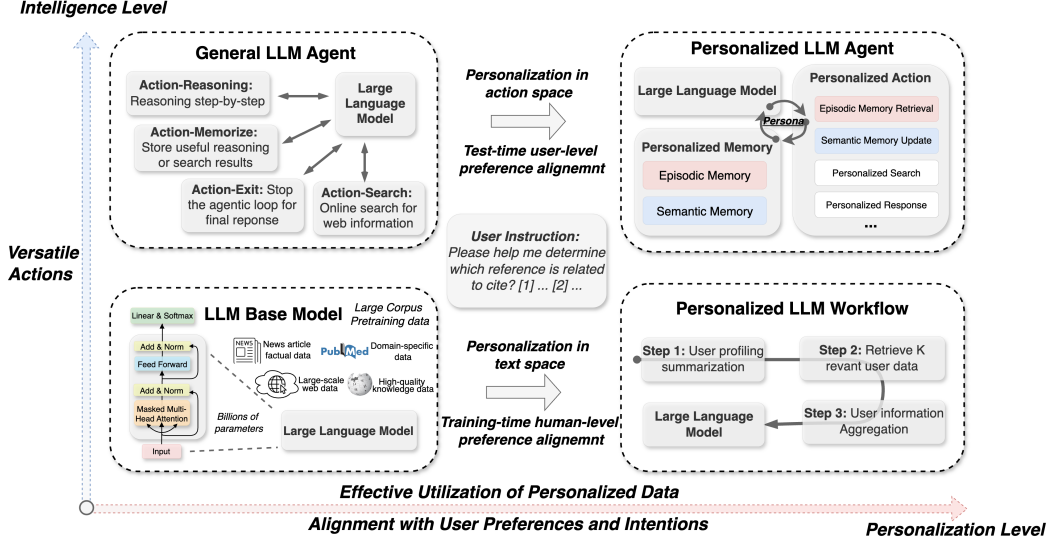 Intelligence Level
General LLM Agent
Action-Reasoning:
Reasoning step-by-step
Action-Memorize:
Store useful reasoning
or search results
Action-Exit: Stop
the agentic loop for
final reponse
Large
Language
Model
Action-Search:
Online search for
web information
Personalization in
action space
Test-time user-level
preference alignemnt
Personalized LLM Agent
Large Language Model
Persona
Personalized Memory
Episodic Memory
Semantic Memory
Personalized Action
Episodic Memory Retrieval
Semantic Memory Update
Personalized Search
Personalized Response
...
Versatile
Actions
User Instruction:
Please help me determine
which reference is related
to cite? [1] ... [2] ...
LLM Base Model
Large Corpus
Pretraining data
Linear & Softmax
Add & Norm
Feed Forward
Add & Norm
Masked Multi-
Head Attention
Input
NEWS
News article
factual data
PubMed
Domain-specific
data
Large-scale
web data
High-quality
knowledge data
Billions of
parameters
Large Language Model
Personalization in
text space
Training-time human-level
preference alignemnt
Personalized LLM Workflow
Step 1: User profiling
summarization
Step 2: Retrieve K
revant user data
Step 3: User information
Aggregation
Large Language
Model
Effective Utilization of Personalized Data
Alignment with User Preferences and Intentions
Personalization Level